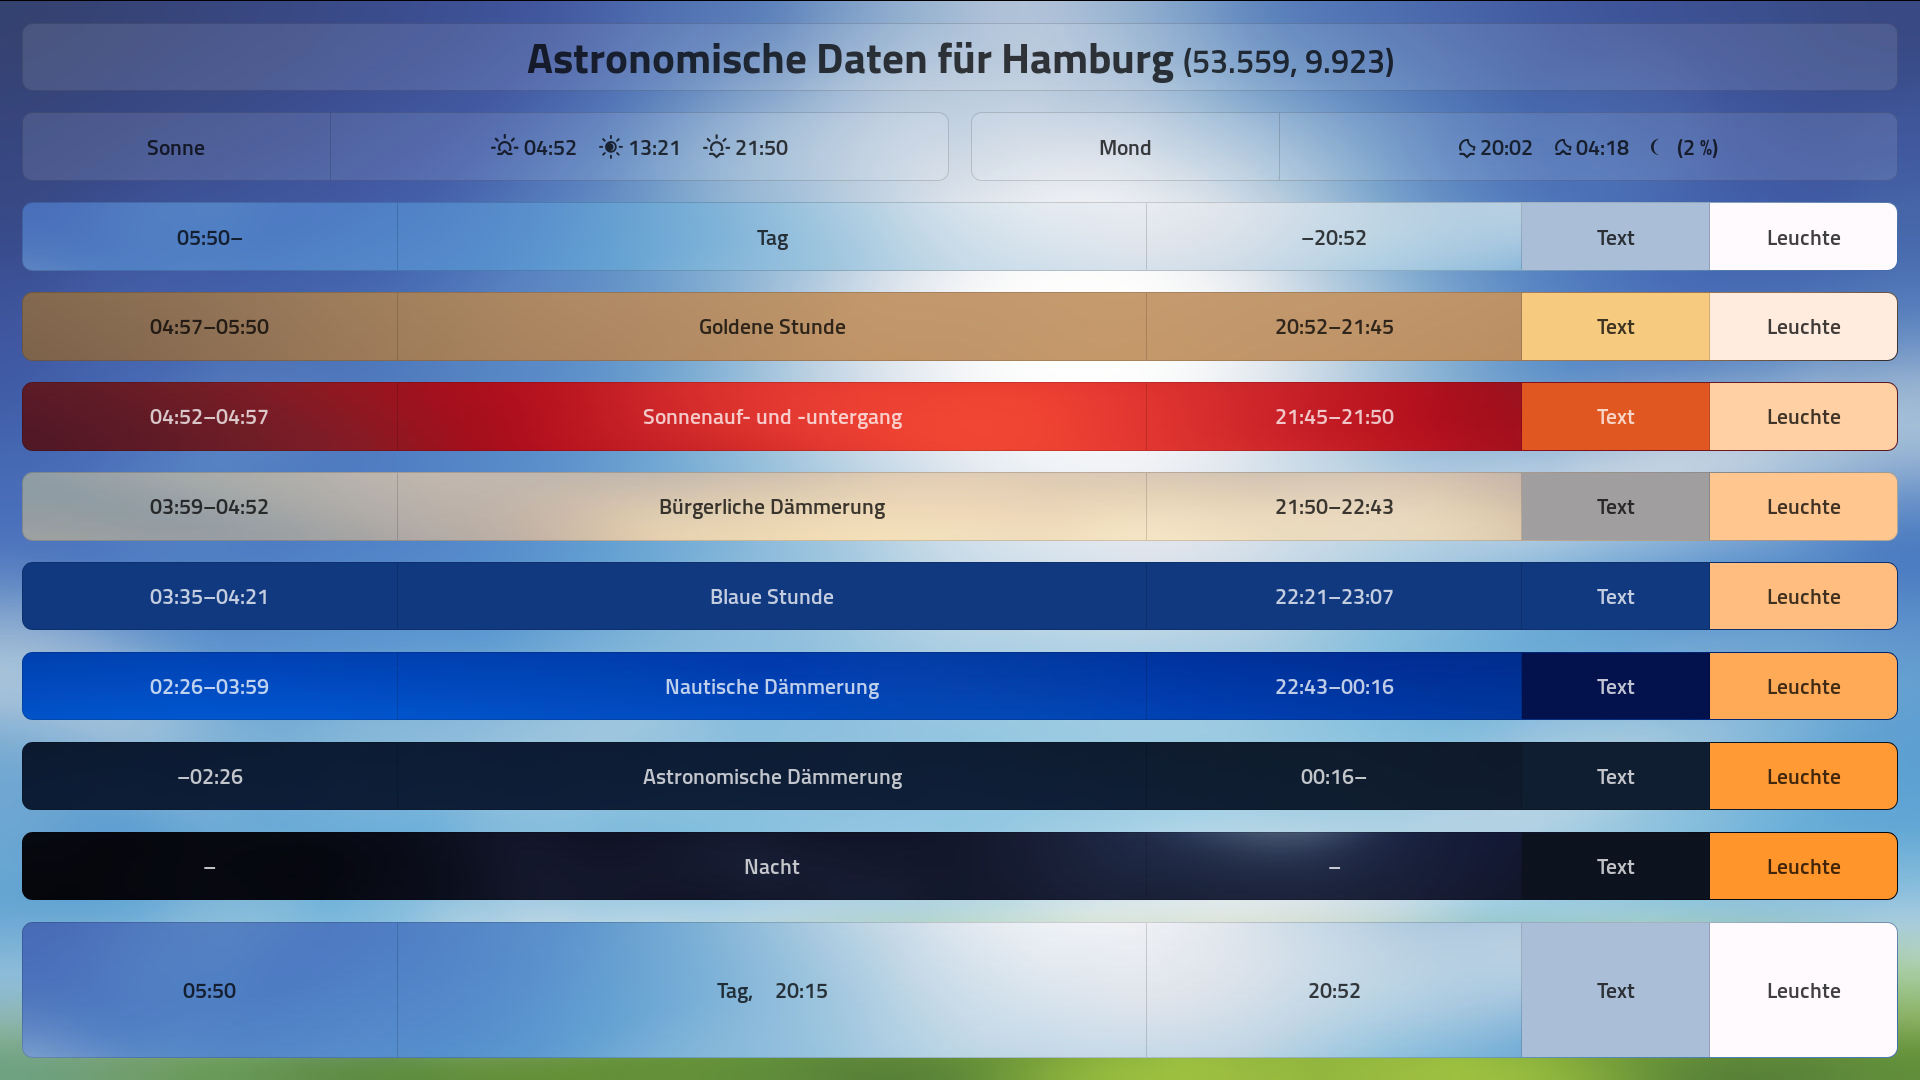 Astronomische Daten für Hamburg (53.559, 9.923)
Sonne 04:52 13:21 21:50 Mond 20:02 04:18 (2 %)
05:50– Tag –20:52 Text Leuchte
04:57–05:50 Goldene Stunde 20:52–21:45 Text Leuchte
04:52–04:57 Sonnenauf- und -untergang 21:45–21:50 Text Leuchte
03:59–04:52 Bürgerliche Dämmerung 21:50–22:43 Text Leuchte
03:35–04:21 Blaue Stunde 22:21–23:07 Text Leuchte
02:26–03:59 Nautische Dämmerung 22:43–00:16 Text Leuchte
–02:26 Astronomische Dämmerung 00:16– Text Leuchte
– Nacht – Text Leuchte
05:50 Tag, 20:15 20:52 Text Leuchte